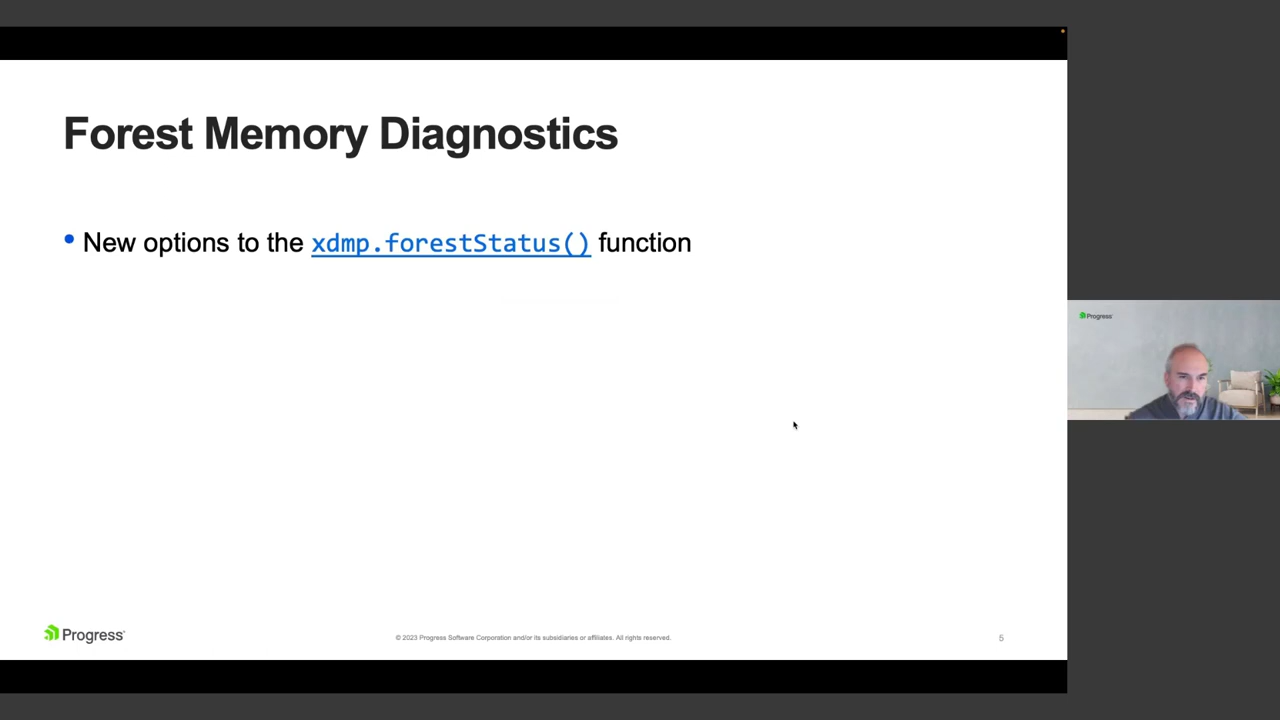 Forest Memory Diagnostics
• New options to the xdmp.forestStatus() function
Progress
Progress
© 2023 Progress Software Corporation and/or its subsidiaries or affiliates. All rights reserved.
5